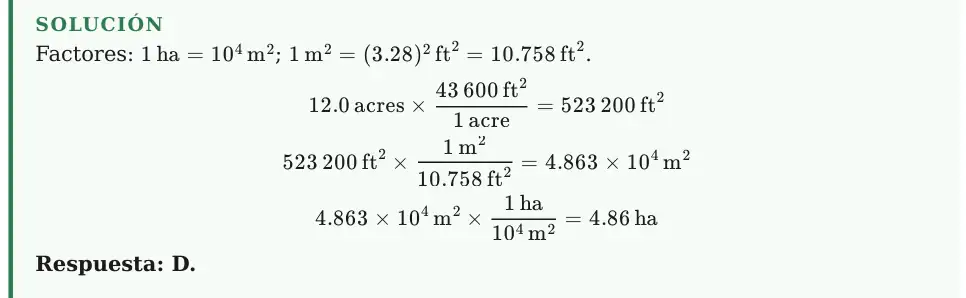 SOLUCIÓN
Factores: 1 ha = 10⁴ m²; 1 m² = (3.28)² ft² = 10.758 ft².
12.0 acres × 43 600 ft² / 1 acre = 523 200 ft²
523 200 ft² × 1 m² / 10.758 ft² = 4.863 × 10⁴ m²
4.863 × 10⁴ m² × 1 ha / 10⁴ m² = 4.86 ha
Respuesta: D.